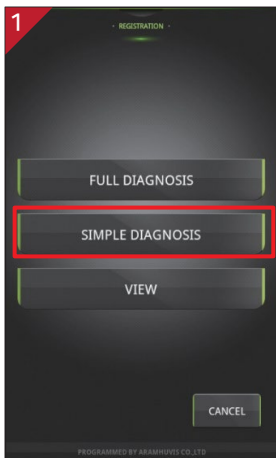 1
· REGISTRATION ·
FULL DIAGNOSIS
SIMPLE DIAGNOSIS
VIEW
CANCEL
PROGRAMMED BY ARAMHUVIS CO.,LTD